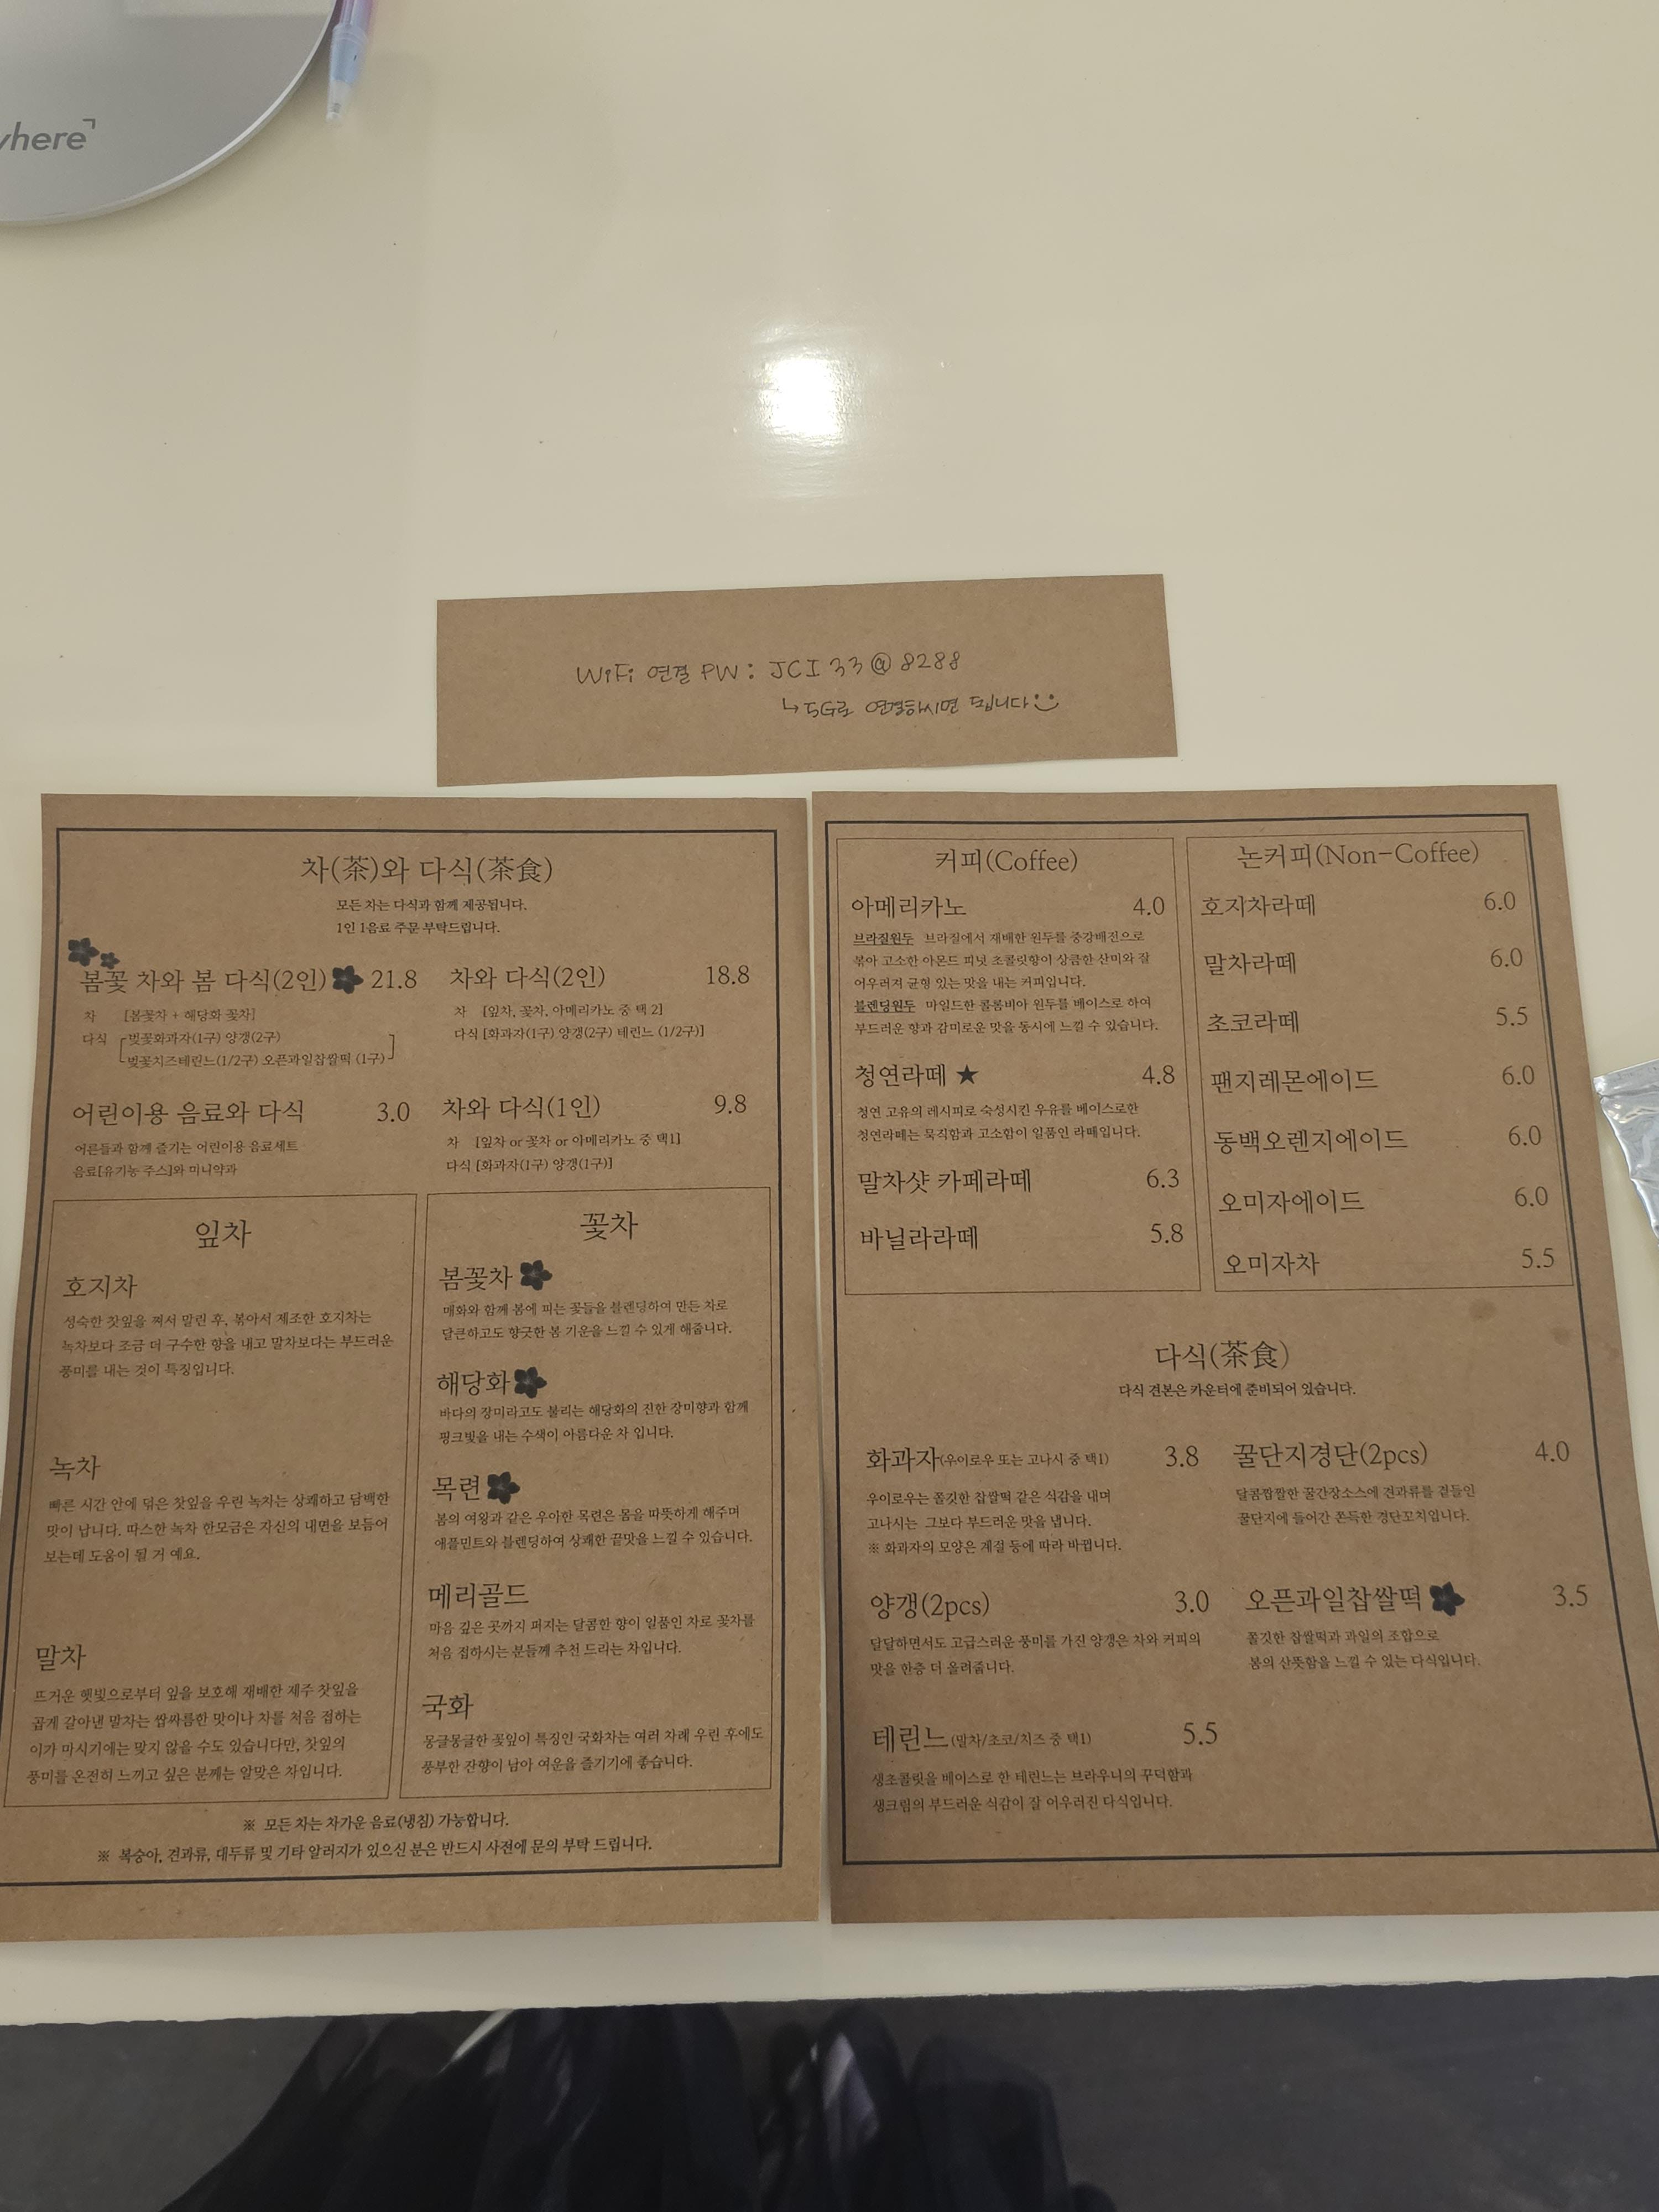 where
WiFi 연결 PW : JCI 33@8288
↳5G로 연결하시면 됩니다
차(茶)와 다식(茶食)
모든 차는 다식과 함께 제공됩니다.
1인 1음료 주문 부탁드립니다.
봄꽃 차와 봄 다식(2인) 21.8
차 [봄꽃차 + 해당화 꽃차]
다식 벚꽃화과자(1구) 양갱(2구)
벚꽃치즈테린느(1/2구) 오픈과일찹쌀떡 (1구)
차와 다식(2인) 18.8
차 [잎차, 꽃차, 아메리카노 중 택 2]
다식 [화과자(1구) 양갱(2구) 테린느 (1/2구)]
어린이용 음료와 다식 3.0
어른들과 함께 즐기는 어린이용 음료세트
음료[유기농 주스]와 미니약과
차와 다식(1인) 9.8
차 [잎차 or 꽃차 or 아메리카노 중 택1]
다식 [화과자(1구) 양갱(1구)]
잎차
호지차
성숙한 찻잎을 쪄서 말린 후, 볶아서 제조한 호지차는
녹차보다 조금 더 구수한 향을 내고 말차보다는 부드러운
풍미를 내는 것이 특징입니다.
녹차
빠른 시간 안에 덖은 찻잎을 우린 녹차는 상쾌하고 담백한
맛이 납니다. 따스한 녹차 한모금은 자신의 내면을 보듬어
보는데 도움이 될 거 예요.
말차
뜨거운 햇빛으로부터 잎을 보호해 재배한 제주 찻잎을
곱게 갈아낸 말차는 쌉싸름한 맛이나 차를 처음 접하는
이가 마시기에는 맞지 않을 수도 있습니다만, 찻잎의
풍미를 온전히 느끼고 싶은 분께는 알맞은 차입니다.
꽃차
봄꽃차
매화와 함께 봄에 피는 꽃들을 블렌딩하여 만든 차로
달큰하고도 향긋한 봄 기운을 느낄 수 있게 해줍니다.
해당화
바다의 장미라고도 불리는 해당화의 진한 장미향과 함께
핑크빛을 내는 수색이 아름다운 차 입니다.
목련
봄의 여왕과 같은 우아한 목련은 몸을 따뜻하게 해주며
애플민트와 블렌딩하여 상쾌한 끝맛을 느낄 수 있습니다.
메리골드
마음 깊은 곳까지 퍼지는 달콤한 향이 일품인 차로 꽃차를
처음 접하시는 분들께 추천 드리는 차입니다.
국화
몽글몽글한 꽃잎이 특징인 국화차는 여러 차례 우린 후에도
풍부한 잔향이 남아 여운을 즐기기에 좋습니다.
※ 모든 차는 차가운 음료(냉침) 가능합니다.
※ 복숭아, 견과류, 대두류 및 기타 알러지가 있으신 분은 반드시 사전에 문의 부탁 드립니다.
커피(Coffee)
아메리카노 4.0
브라질원두 브라질에서 재배한 원두를 중강배전으로
볶아 고소한 아몬드 피넛 초콜릿향이 상큼한 산미와 잘
어우러져 균형 있는 맛을 내는 커피입니다.
블렌딩원두 마일드한 콜롬비아 원두를 베이스로 하여
부드러운 향과 감미로운 맛을 동시에 느낄 수 있습니다.
청연라떼 ★ 4.8
청연 고유의 레시피로 숙성시킨 우유를 베이스로한
청연라떼는 묵직함과 고소함이 일품인 라떼입니다.
말차샷 카페라떼 6.3
바닐라라떼 5.8
논커피(Non-Coffee)
호지차라떼 6.0
말차라떼 6.0
초코라떼 5.5
팬지레몬에이드 6.0
동백오렌지에이드 6.0
오미자에이드 6.0
오미자차 5.5
다식(茶食)
다식 견본은 카운터에 준비되어 있습니다.
화과자(우이로우 또는 고나시 중 택1) 3.8
우이로우는 쫄깃한 찹쌀떡 같은 식감을 내며
고나시는 그보다 부드러운 맛을 냅니다.
※ 화과자의 모양은 계절 등에 따라 바뀝니다.
꿀단지경단(2pcs) 4.0
달콤짭짤한 꿀간장소스에 견과류를 곁들인
꿀단지에 들어간 쫀득한 경단꼬치입니다.
양갱(2pcs) 3.0
달달하면서도 고급스러운 풍미를 가진 양갱은 차와 커피의
맛을 한층 더 올려줍니다.
오픈과일찹쌀떡 3.5
쫄깃한 찹쌀떡과 과일의 조합으로
봄의 산뜻함을 느낄 수 있는 다식입니다.
테린느(말차/초코/치즈 중 택1) 5.5
생초콜릿을 베이스로 한 테린느는 브라우니의 꾸덕함과
생크림의 부드러운 식감이 잘 어우러진 다식입니다.